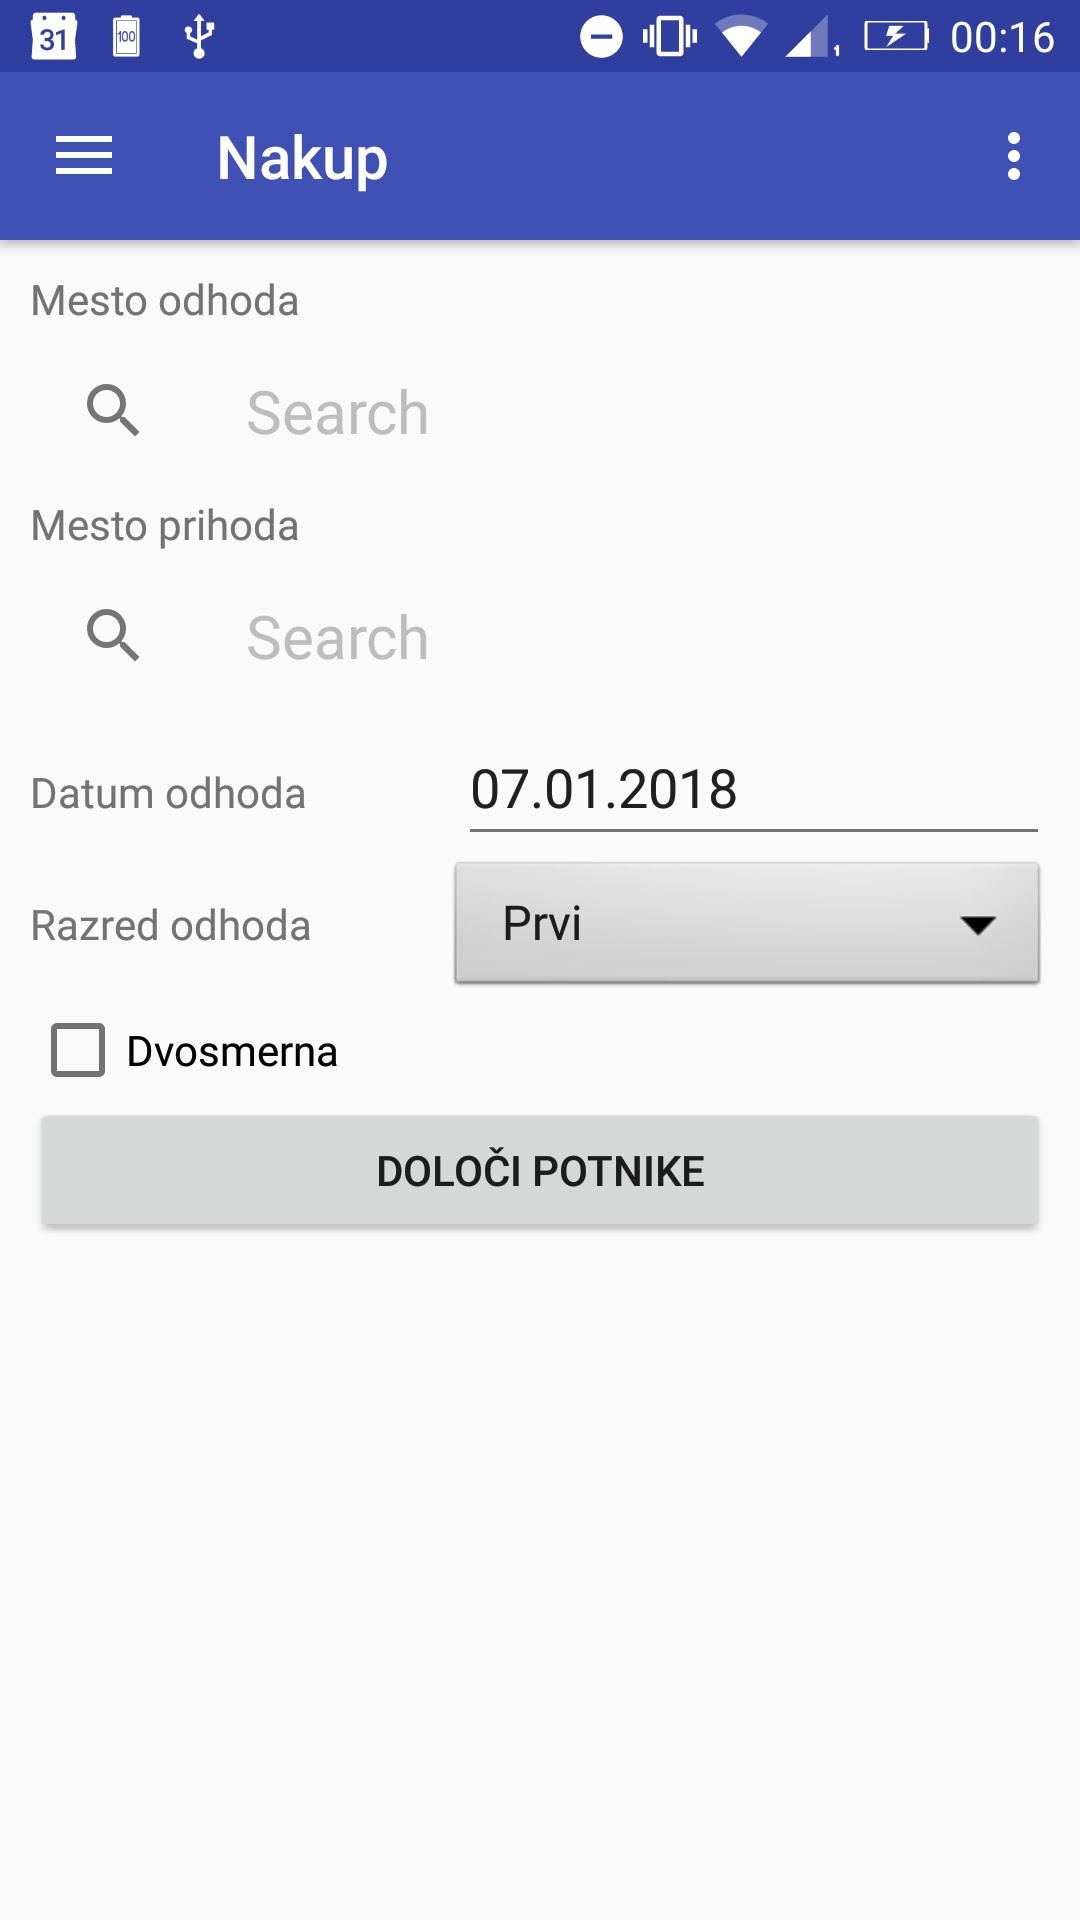 31 100 1 00:16
Nakup
Mesto odhoda
Search
Mesto prihoda
Search
Datum odhoda 07.01.2018
Razred odhoda Prvi
Dvosmerna
DOLOČI POTNIKE